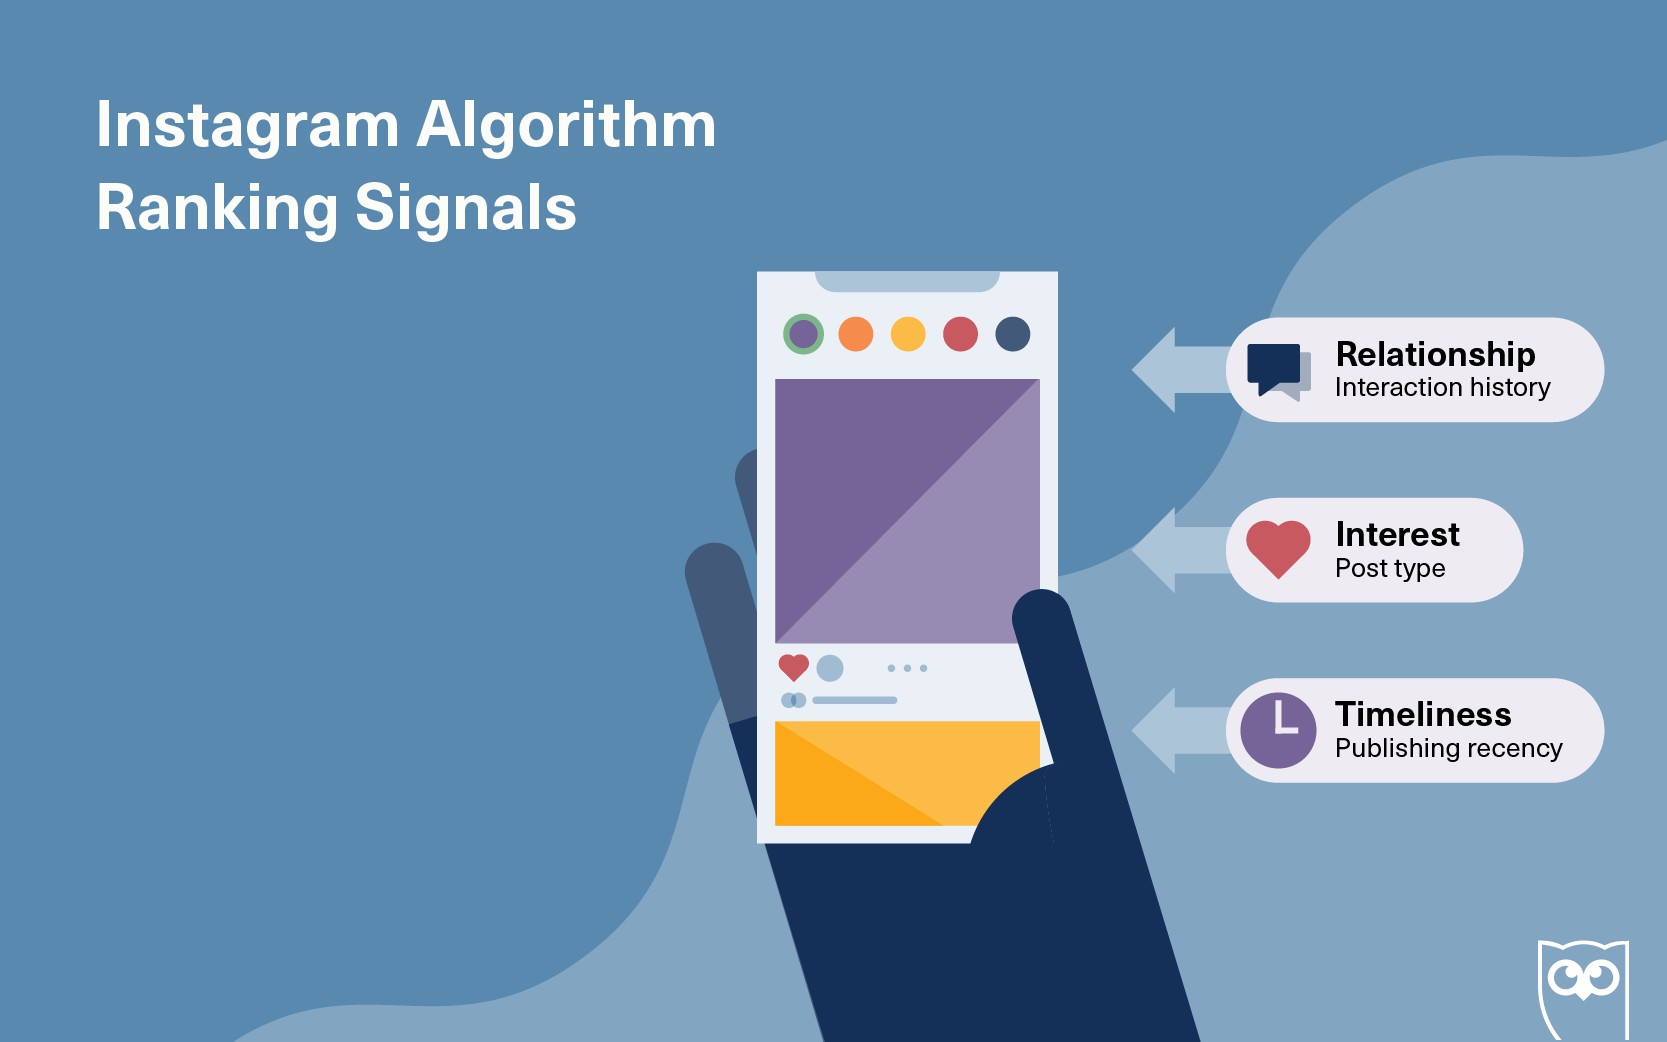 Instagram Algorithm
Ranking Signals
Relationship
Interaction history
Interest
Post type
Timeliness
Publishing recency